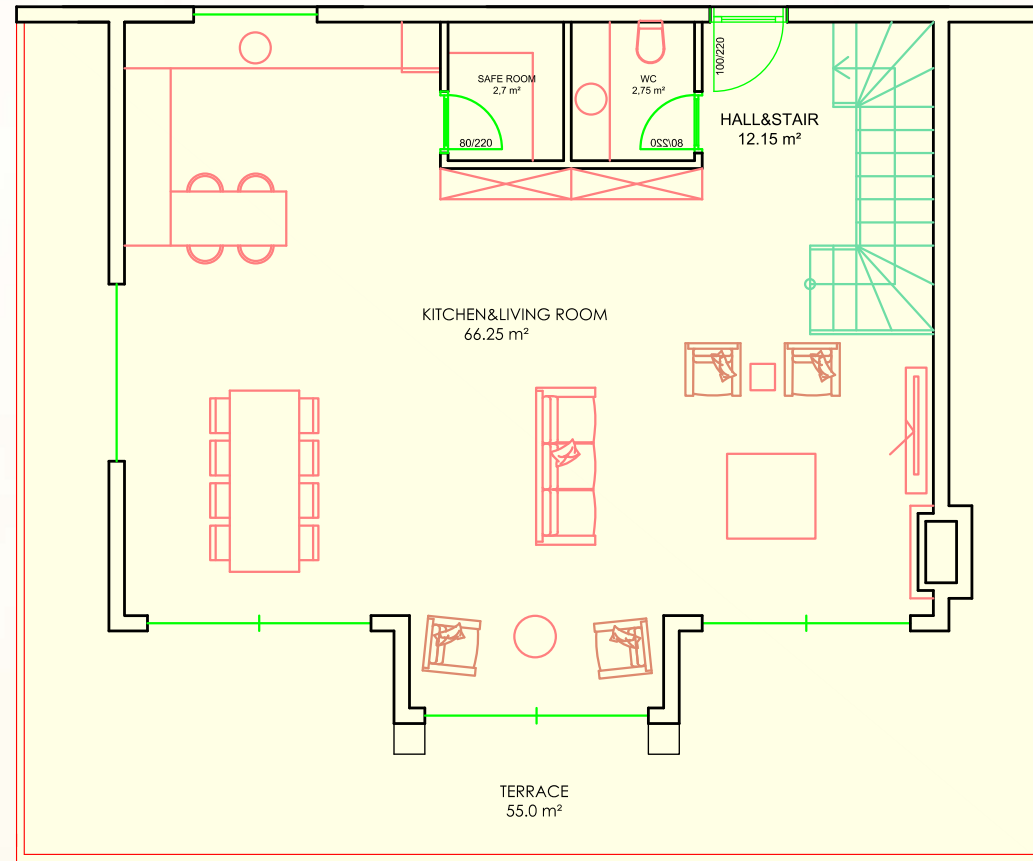 SAFE ROOM
2,7 m²
WC
2,75 m²
100/220
HALL&STAIR
12.15 m²
80/220
80/220
KITCHEN&LIVING ROOM
66.25 m²
TERRACE
55.0 m²